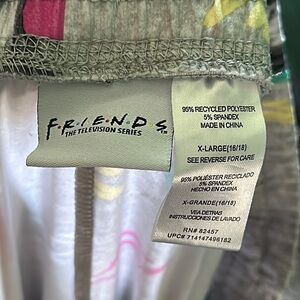 F·R·I·E·N·D·S
THE TELEVISION SERIES
95% RECYCLED POLYESTER
5% SPANDEX
MADE IN CHINA
X-LARGE(16/18)
SEE REVERSE FOR CARE
95% POLIÉSTER RECICLADO
5% SPANDEX
HECHO EN CHINA
X-GRANDE(16/18)
VEA DETRAS
INSTRUCCIONES DE LAVADO
RN# 82457
UPC# 714147496182